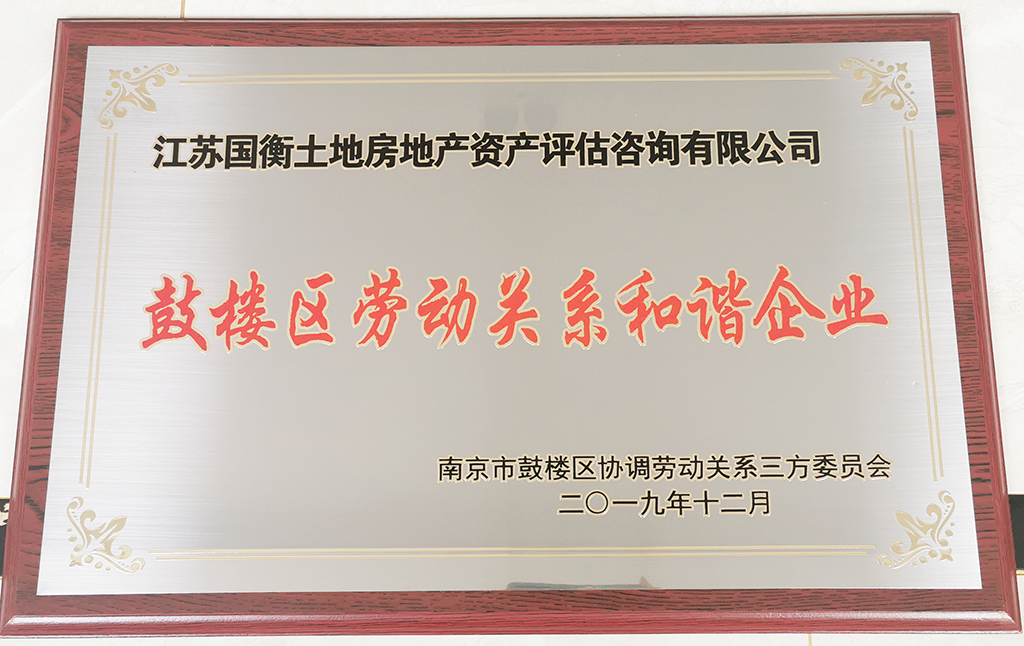 江苏国衡土地房地产资产评估咨询有限公司
鼓楼区劳动关系和谐企业
南京市鼓楼区协调劳动关系三方委员会
二〇一九年十二月